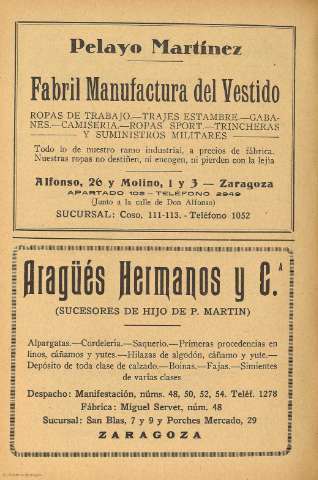 Pelayo Martínez
Fabril Manufactura del Vestido
ROPAS DE TRABAJO.—TRAJES ESTAMBRE.—GABA-
NES.—CAMISERIA.—ROPAS SPORT.—TRINCHERAS
Y SUMINISTROS MILITARES
Todo lo de nuestro ramo industrial, a precios de fábrica.
Nuestras ropas no destiñen, ni encogen, ni pierden con la lejía
Alfonso, 26 y Molino, 1 y 3 — Zaragoza
APARTADO 108 - TELÉFONO 2949
(Junto a la calle de Don Alfonso)
SUCURSAL: Coso, 111-113. - Teléfono 1052
Aragüés Hermanos y C.ª
(SUCESORES DE HIJO DE P. MARTIN)
Alpargatas.—Cordelería.—Saquerío.—Primeras procedencias en
linos, cáñamos y yutes.—Hilazas de algodón, cáñamo y yute.—
Depósito de toda clase de calzado.—Boinas.—Fajas.—Simientes
de varias clases
Despacho: Manifestación, núms. 48, 50, 52, 54. Teléf. 1278
Fábrica: Miguel Servet, núm. 48
Sucursal: San Blas, 7 y 9 y Porches Mercado, 29
ZARAGOZA